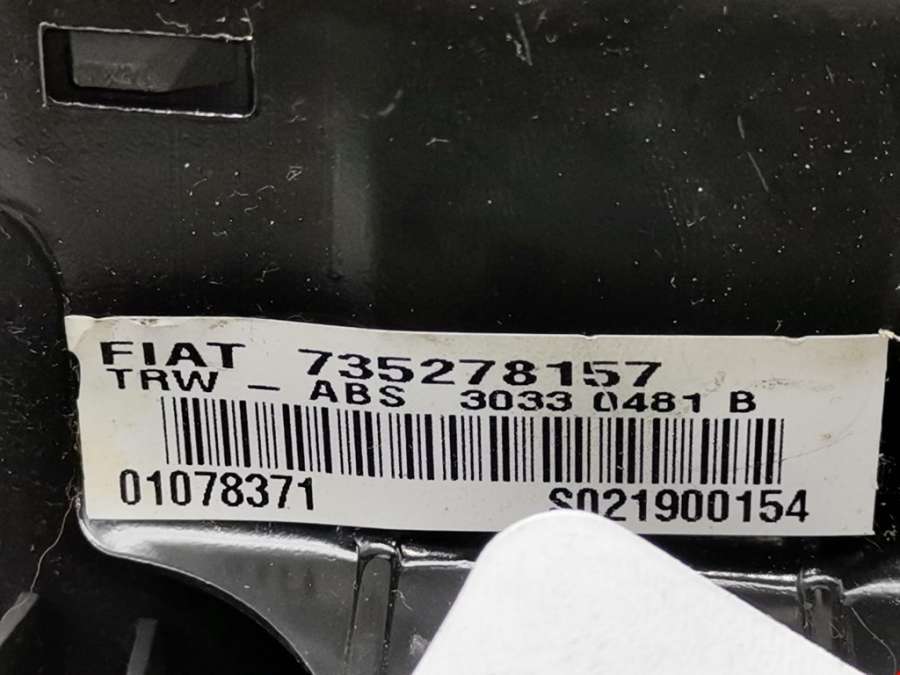 FIAT 735278157
TRW - ABS 3033 0481 B
01078371 S021900154